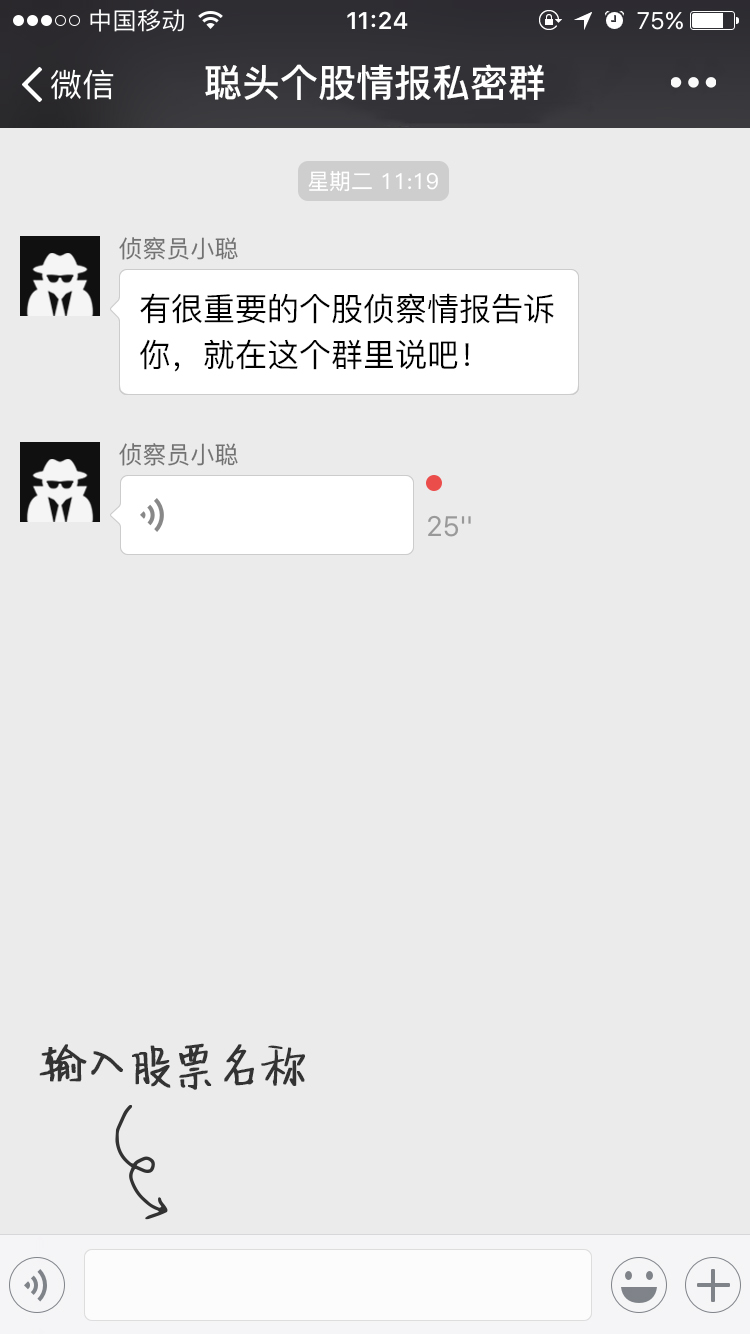 中国移动 11:24 75%
微信 聪头个股情报私密群
星期二 11:19
侦察员小聪
有很重要的个股侦察情报告诉
你，就在这个群里说吧！
侦察员小聪
25''
输入股票名称